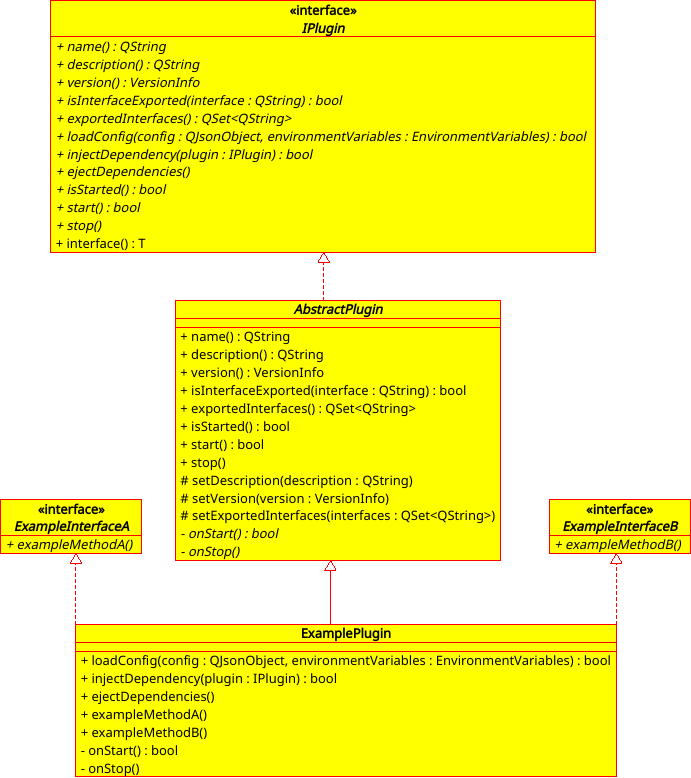 «interface»
IPlugin
+ name() : QString
+ description() : QString
+ version() : VersionInfo
+ isInterfaceExported(interface : QString) : bool
+ exportedInterfaces() : QSet<QString>
+ loadConfig(config : QJsonObject, environmentVariables : EnvironmentVariables) : bool
+ injectDependency(plugin : IPlugin) : bool
+ ejectDependencies()
+ isStarted() : bool
+ start() : bool
+ stop()
+ interface() : T
AbstractPlugin
+ name() : QString
+ description() : QString
+ version() : VersionInfo
+ isInterfaceExported(interface : QString) : bool
+ exportedInterfaces() : QSet<QString>
+ isStarted() : bool
+ start() : bool
+ stop()
# setDescription(description : QString)
# setVersion(version : VersionInfo)
# setExportedInterfaces(interfaces : QSet<QString>)
- onStart() : bool
- onStop()
«interface»
ExampleInterfaceA
+ exampleMethodA()
«interface»
ExampleInterfaceB
+ exampleMethodB()
ExamplePlugin
+ loadConfig(config : QJsonObject, environmentVariables : EnvironmentVariables) : bool
+ injectDependency(plugin : IPlugin) : bool
+ ejectDependencies()
+ exampleMethodA()
+ exampleMethodB()
- onStart() : bool
- onStop()